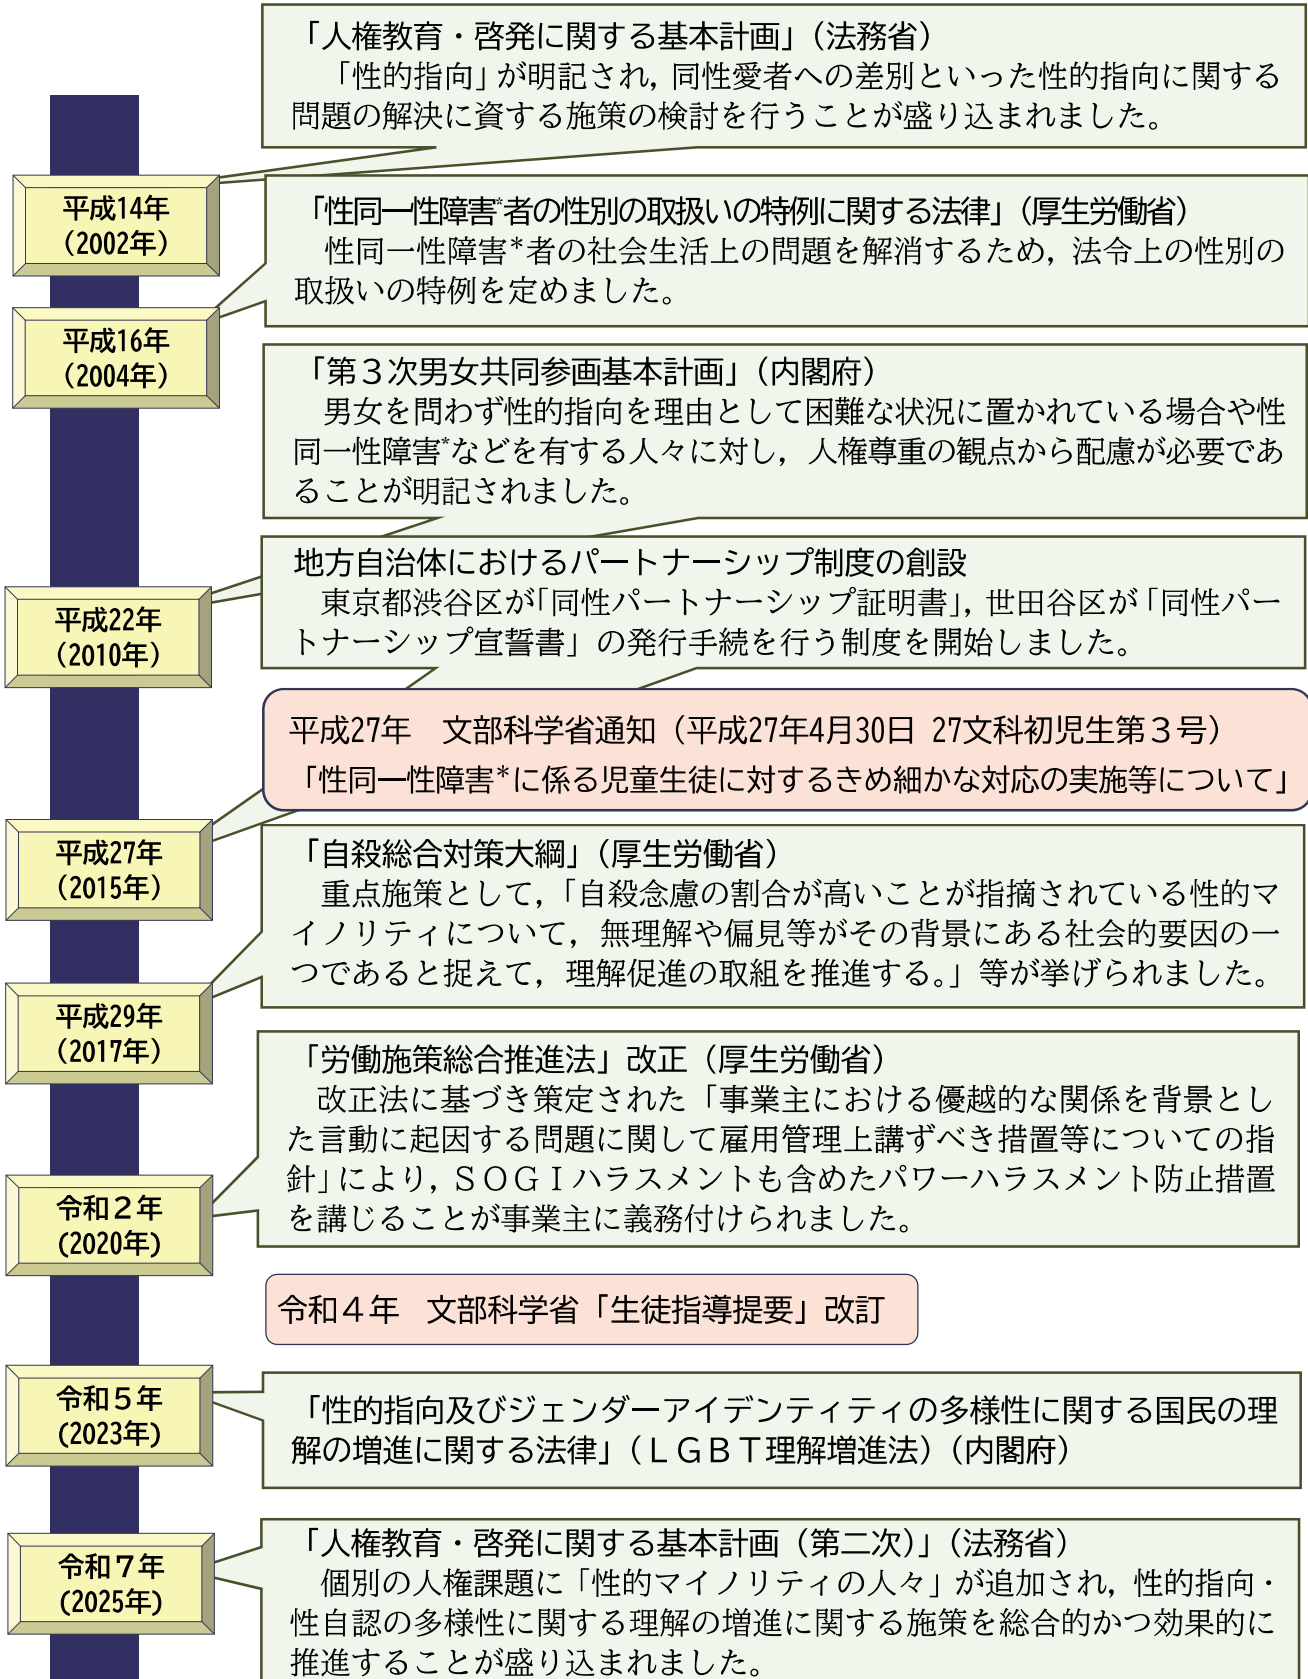 「人権教育・啓発に関する基本計画」（法務省）
「性的指向」が明記され，同性愛者への差別といった性的指向に関する
問題の解決に資する施策の検討を行うことが盛り込まれました。
平成14年
（2002年）
「性同一性障害*者の性別の取扱いの特例に関する法律」（厚生労働省）
性同一性障害*者の社会生活上の問題を解消するため，法令上の性別の
取扱いの特例を定めました。
平成16年
（2004年）
「第３次男女共同参画基本計画」（内閣府）
男女を問わず性的指向を理由として困難な状況に置かれている場合や性
同一性障害*などを有する人々に対し，人権尊重の観点から配慮が必要であ
ることが明記されました。
平成22年
（2010年）
地方自治体におけるパートナーシップ制度の創設
東京都渋谷区が「同性パートナーシップ証明書」，世田谷区が「同性パー
トナーシップ宣誓書」の発行手続を行う制度を開始しました。
平成27年　文部科学省通知（平成27年4月30日 27文科初児生第３号）
「性同一性障害*に係る児童生徒に対するきめ細かな対応の実施等について」
平成27年
（2015年）
「自殺総合対策大綱」（厚生労働省）
重点施策として，「自殺念慮の割合が高いことが指摘されている性的マ
イノリティについて，無理解や偏見等がその背景にある社会的要因の一
つであると捉えて，理解促進の取組を推進する。」等が挙げられました。
平成29年
（2017年）
「労働施策総合推進法」改正（厚生労働省）
改正法に基づき策定された「事業主における優越的な関係を背景とし
た言動に起因する問題に関して雇用管理上講ずべき措置等についての指
針」により，ＳＯＧＩハラスメントも含めたパワーハラスメント防止措置
を講じることが事業主に義務付けられました。
令和２年
(2020年)
令和４年　文部科学省「生徒指導提要」改訂
令和５年
(2023年)
「性的指向及びジェンダーアイデンティティの多様性に関する国民の理
解の増進に関する法律」（ＬＧＢＴ理解増進法）（内閣府）
令和７年
(2025年)
「人権教育・啓発に関する基本計画（第二次）」（法務省）
個別の人権課題に「性的マイノリティの人々」が追加され，性的指向・
性自認の多様性に関する理解の増進に関する施策を総合的かつ効果的に
推進することが盛り込まれました。